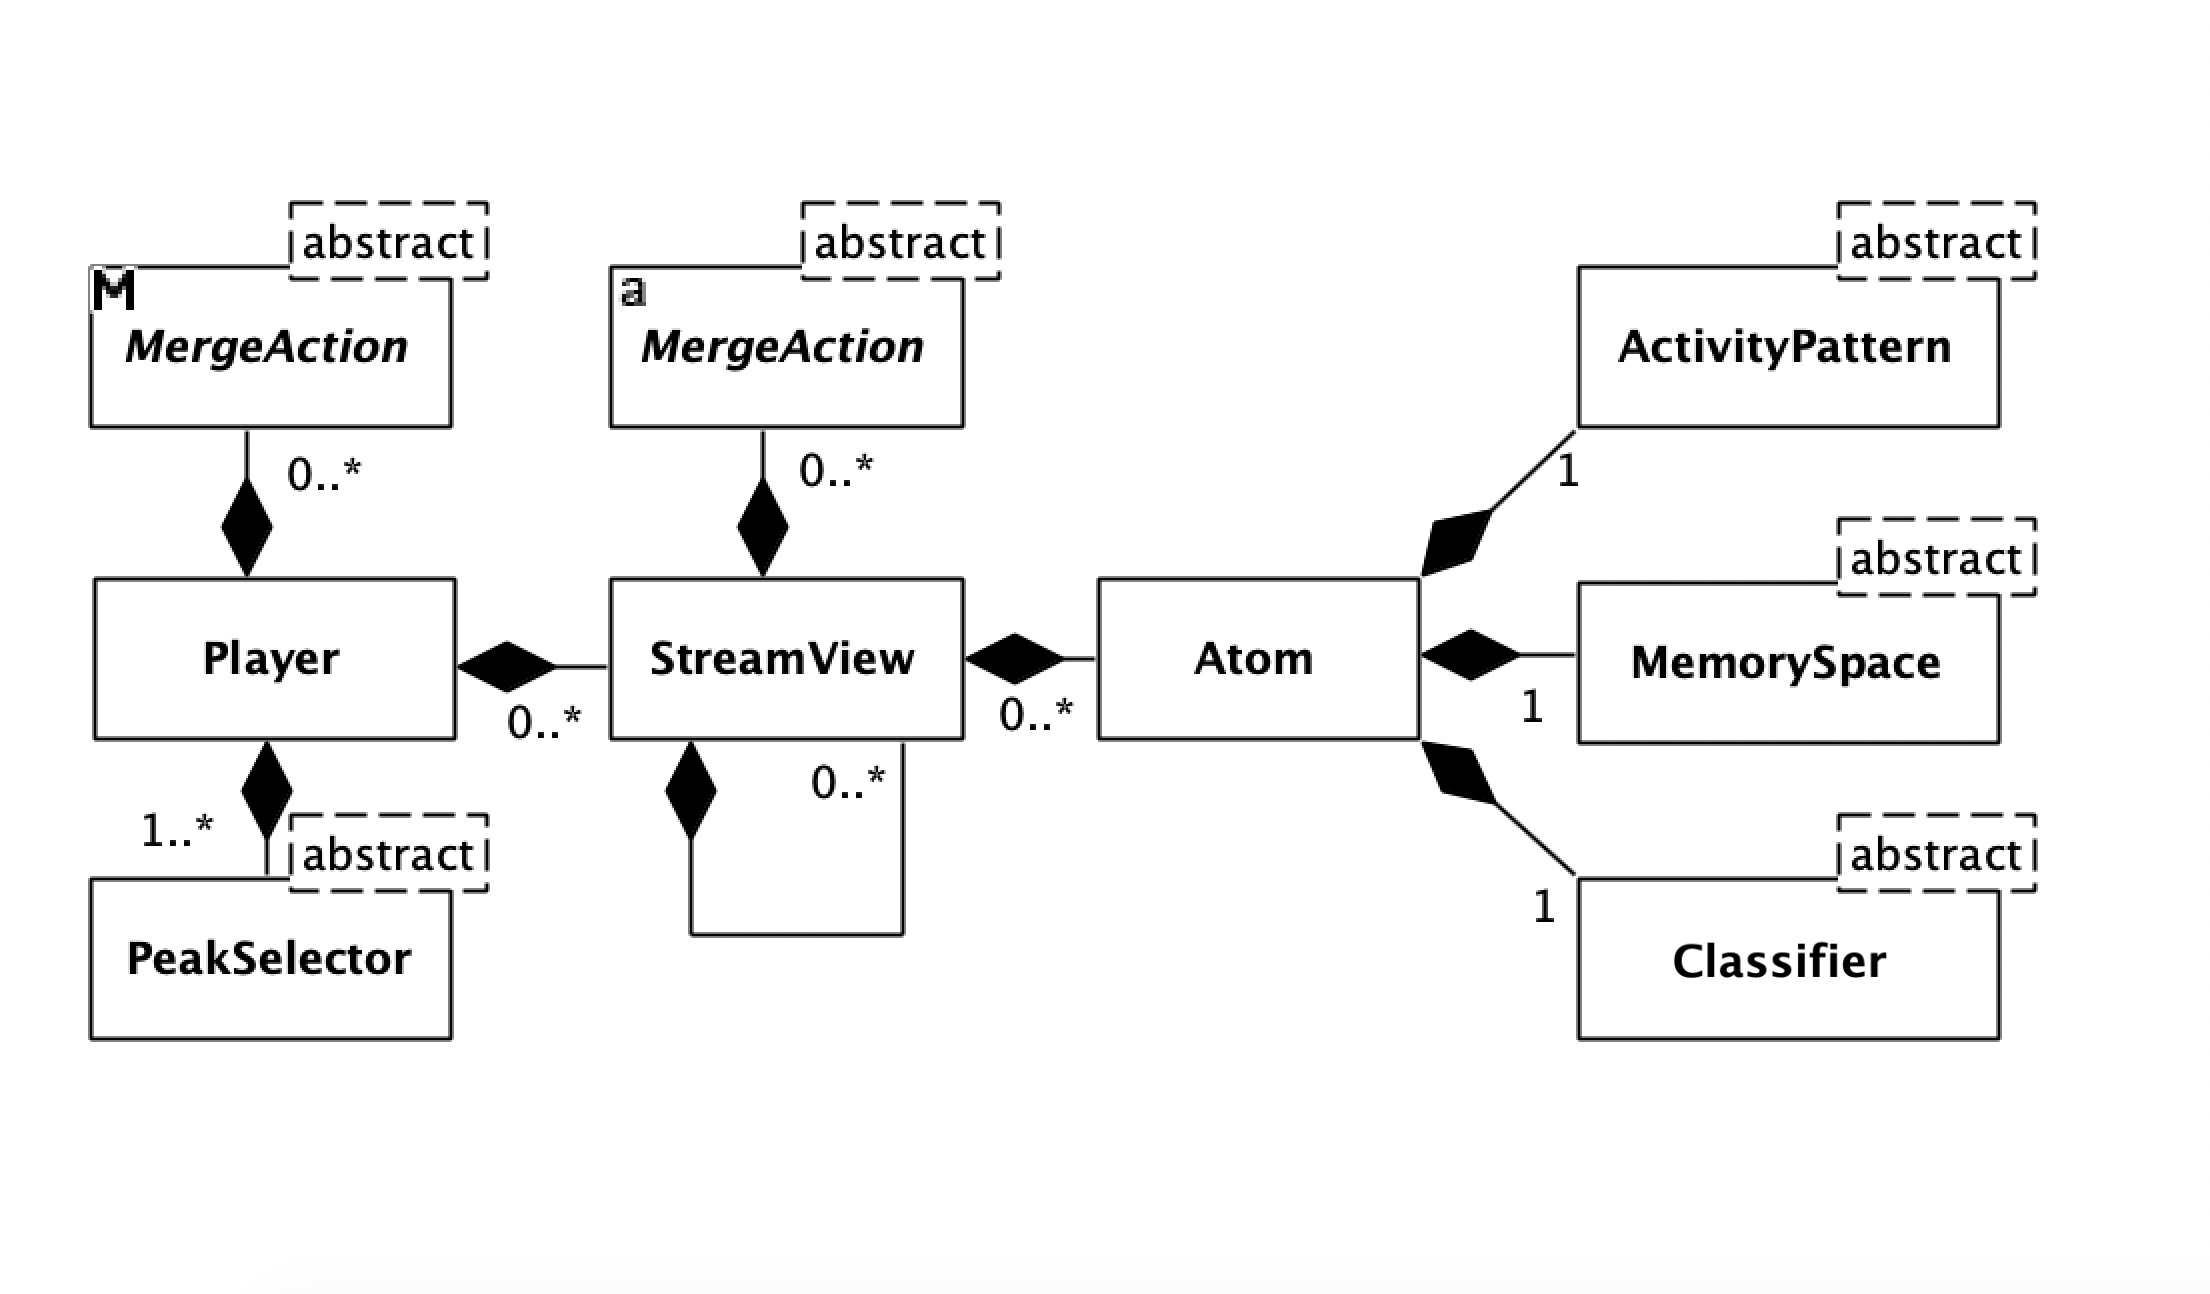 abstract
abstract
abstract
M
a
MergeAction
MergeAction
ActivityPattern
0..*
0..*
1
abstract
Player
StreamView
Atom
MemorySpace
0..*
0..*
1
0..*
1..*
abstract
abstract
1
PeakSelector
Classifier